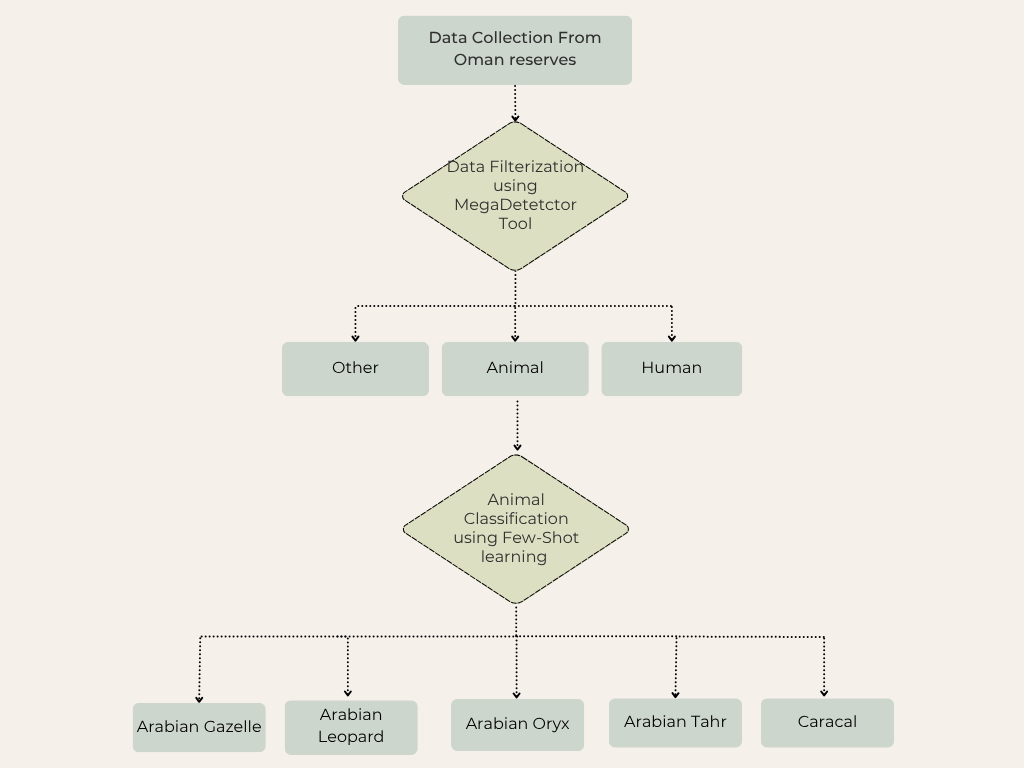 Data Collection From
Oman reserves
Data Filterization
using
MegaDetetctor
Tool
Other
Animal
Human
Animal
Classification
using Few-Shot
learning
Arabian Gazelle
Arabian
Leopard
Arabian Oryx
Arabian Tahr
Caracal